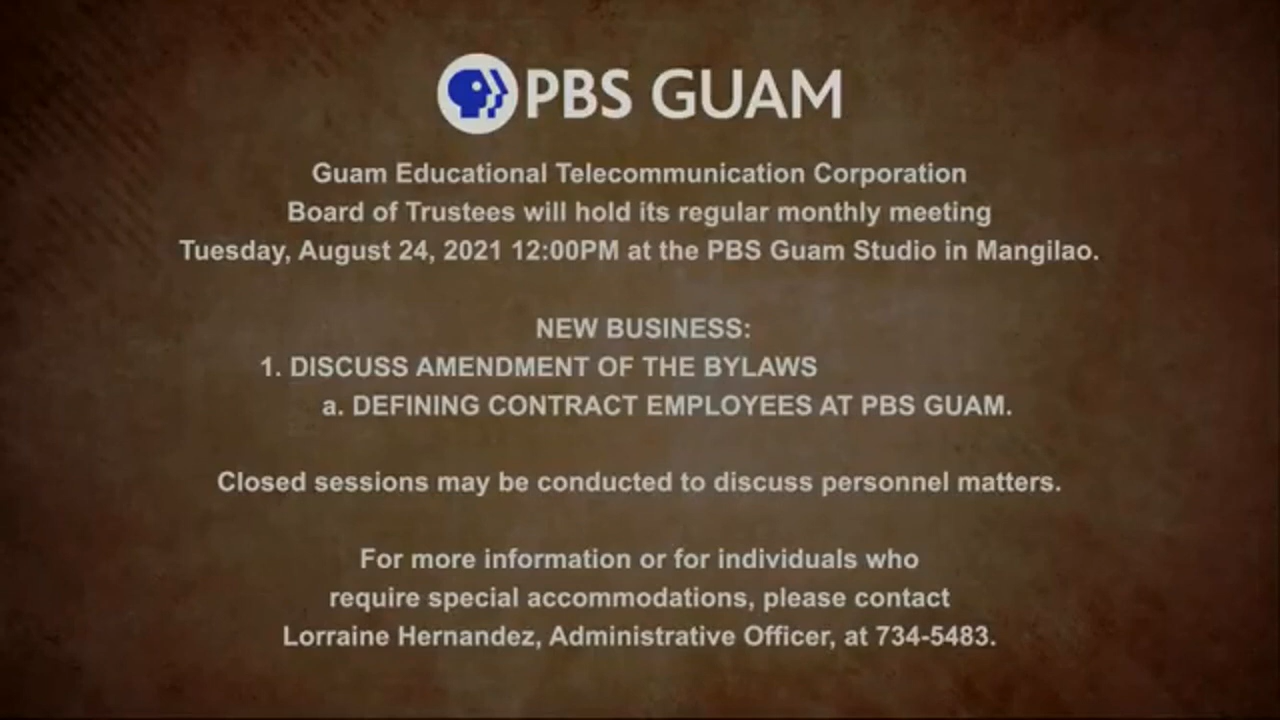 PBS GUAM
Guam Educational Telecommunication Corporation
Board of Trustees will hold its regular monthly meeting
Tuesday, August 24, 2021 12:00PM at the PBS Guam Studio in Mangilao.
NEW BUSINESS:
1. DISCUSS AMENDMENT OF THE BYLAWS
a. DEFINING CONTRACT EMPLOYEES AT PBS GUAM.
Closed sessions may be conducted to discuss personnel matters.
For more information or for individuals who
require special accommodations, please contact
Lorraine Hernandez, Administrative Officer, at 734-5483.